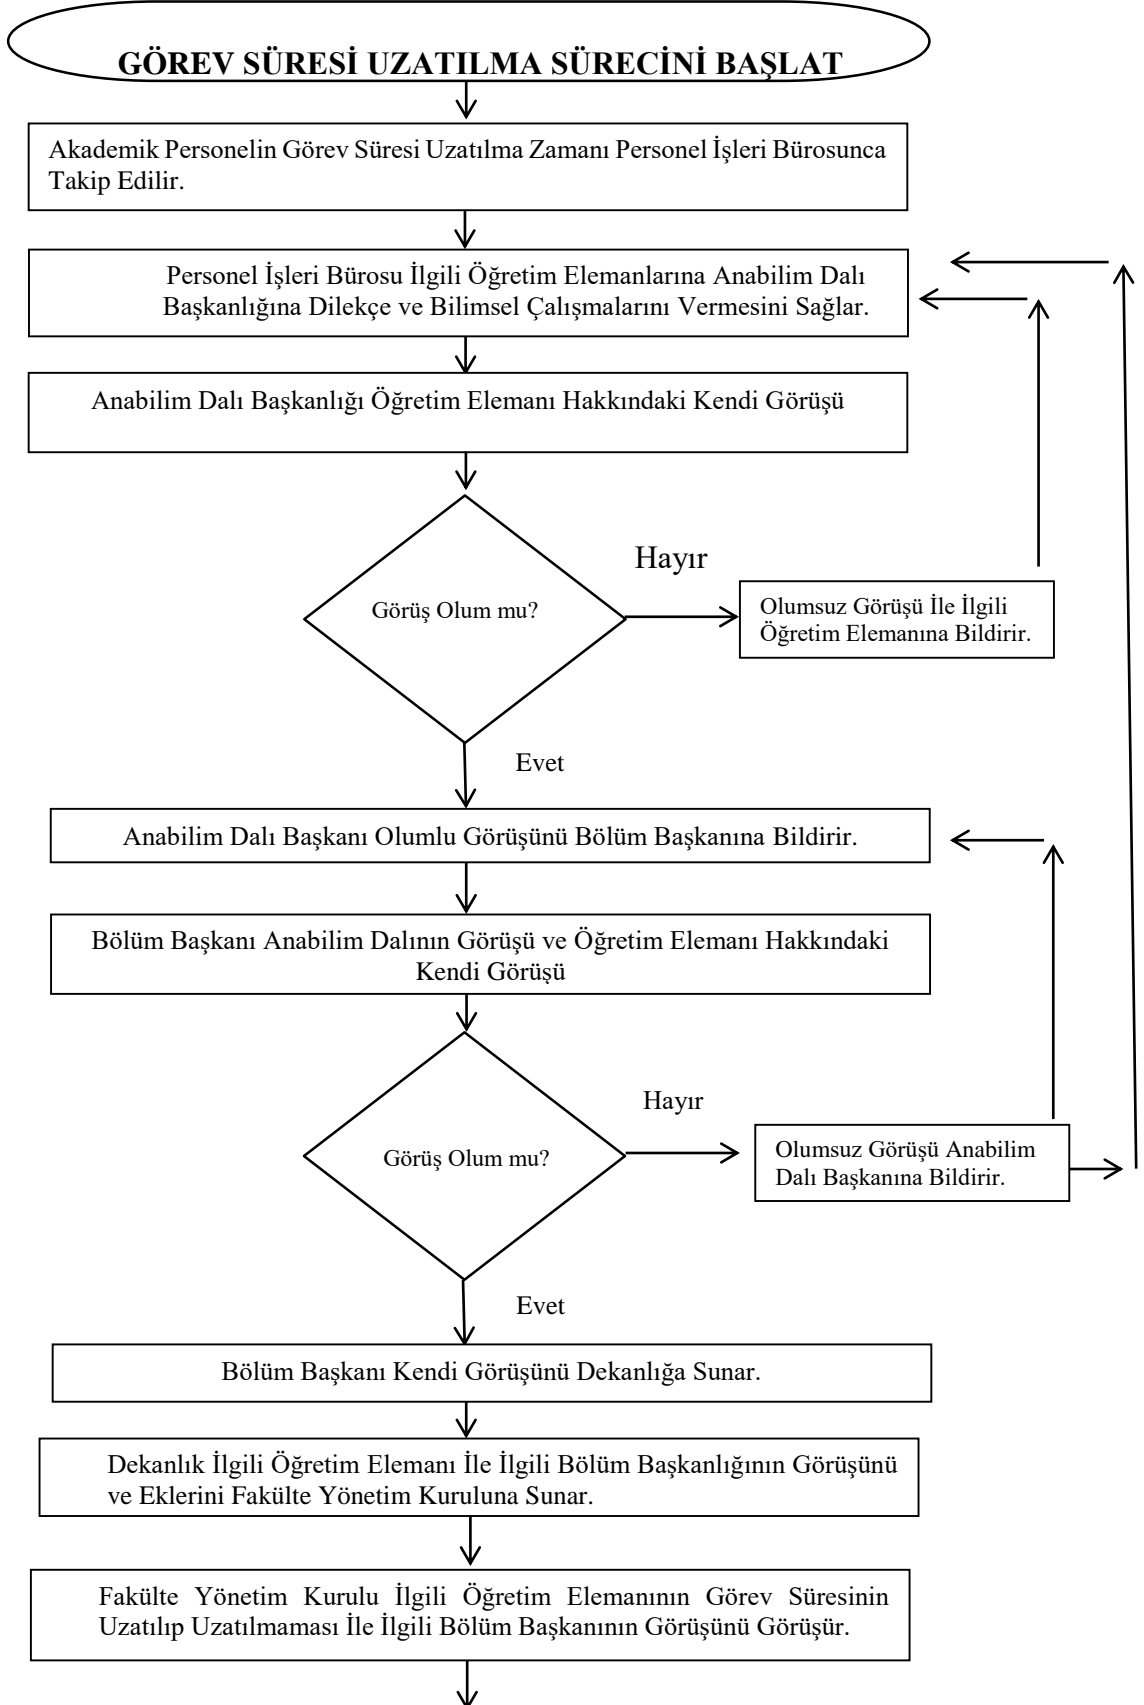 GÖREV SÜRESİ UZATILMA SÜRECİNİ BAŞLAT
Akademik Personelin Görev Süresi Uzatılma Zamanı Personel İşleri Bürosunca
Takip Edilir.
Personel İşleri Bürosu İlgili Öğretim Elemanlarına Anabilim Dalı
Başkanlığına Dilekçe ve Bilimsel Çalışmalarını Vermesini Sağlar.
Anabilim Dalı Başkanlığı Öğretim Elemanı Hakkındaki Kendi Görüşü
Görüş Olum mu?
Hayır
Olumsuz Görüşü İle İlgili
Öğretim Elemanına Bildirir.
Evet
Anabilim Dalı Başkanı Olumlu Görüşünü Bölüm Başkanına Bildirir.
Bölüm Başkanı Anabilim Dalının Görüşü ve Öğretim Elemanı Hakkındaki
Kendi Görüşü
Görüş Olum mu?
Hayır
Olumsuz Görüşü Anabilim
Dalı Başkanına Bildirir.
Evet
Bölüm Başkanı Kendi Görüşünü Dekanlığa Sunar.
Dekanlık İlgili Öğretim Elemanı İle İlgili Bölüm Başkanlığının Görüşünü
ve Eklerini Fakülte Yönetim Kuruluna Sunar.
Fakülte Yönetim Kurulu İlgili Öğretim Elemanının Görev Süresinin
Uzatılıp Uzatılmaması İle İlgili Bölüm Başkanının Görüşünü Görüşür.